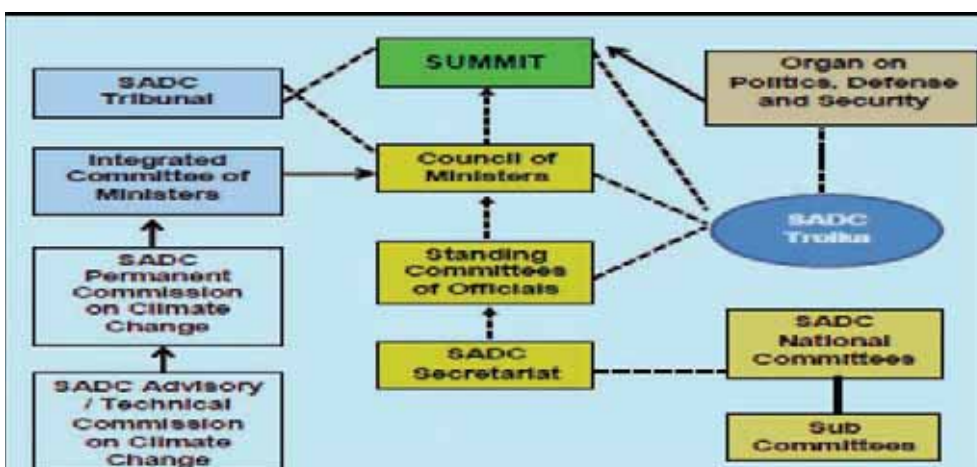 SUMMIT
SADC
Tribunal
Organ on
Politics, Defense
and Security
Integrated
Committee of
Ministers
Council of
Ministers
SADC
Troika
SADC
Permanent
Commission
on Climate
Change
Standing
Committees
of Officials
SADC
National
Committees
SADC
Secretariat
SADC Advisory
/ Technical
Commission
on Climate
Change
Sub
Committees